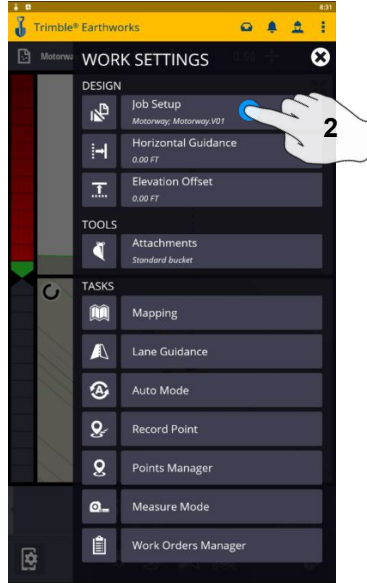 8:31
Trimble® Earthworks
Motorwa
0.00
WORK SETTINGS
DESIGN
Job Setup
Motorway; Motorway.V01
2
Horizontal Guidance
0.00 FT
Elevation Offset
0.00 FT
TOOLS
Attachments
Standard bucket
TASKS
Mapping
Lane Guidance
A
Auto Mode
Record Point
Points Manager
Measure Mode
Work Orders Manager